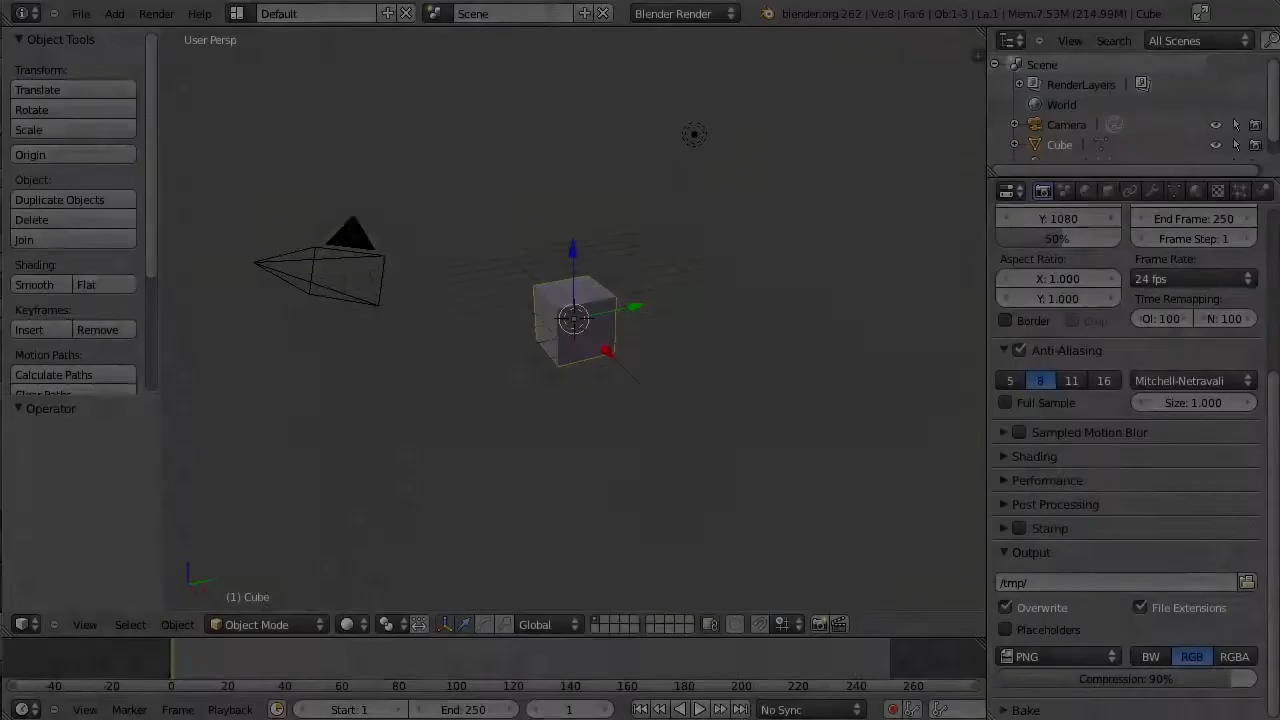 File Add Render Help Default Scene Blender Render blender.org 262 | Ve:8 | Fa:6 | Ob:1-3 | La:1 | Mem:7.53M (214.99M) | Cube
Object Tools
Transform:
Translate
Rotate
Scale
Origin
Object:
Duplicate Objects
Delete
Join
Shading:
Smooth Flat
Keyframes:
Insert Remove
Motion Paths:
Calculate Paths
Clear Paths
Operator
User Persp
(1) Cube
View Select Object Object Mode Global
-40 -20 0 20 40 60 80 100 120 140 160 180 200 220 240 260
View Marker Frame Playback Start: 1 End: 250 1 No Sync
View Search All Scenes
Scene
RenderLayers
World
Camera
Cube
Y: 1080 End Frame: 250
50% Frame Step: 1
Aspect Ratio: Frame Rate:
X: 1.000 24 fps
Y: 1.000 Time Remapping:
Border Crop Ol: 100 N: 100
Anti-Aliasing
5 8 11 16 Mitchell-Netravali
Full Sample Size: 1.000
Sampled Motion Blur
Shading
Performance
Post Processing
Stamp
Output
/tmp/
Overwrite File Extensions
Placeholders
PNG BW RGB RGBA
Compression: 90%
Bake